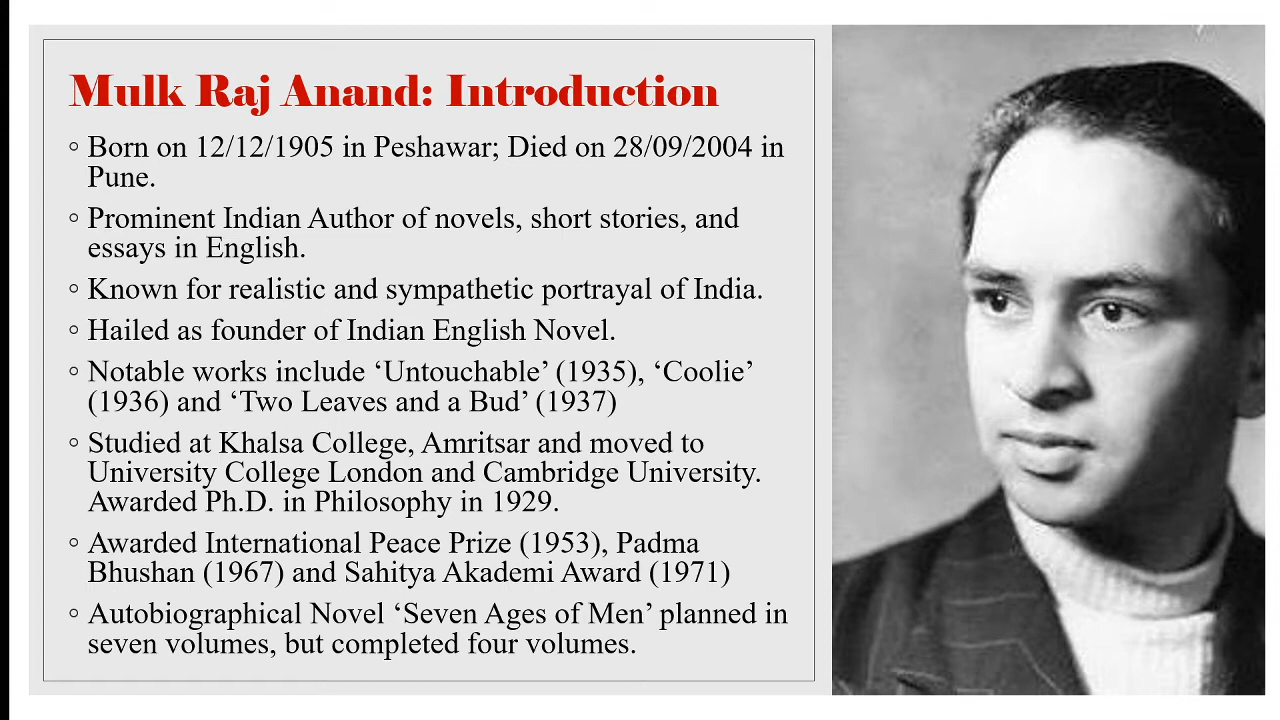 Mulk Raj Anand: Introduction
◦ Born on 12/12/1905 in Peshawar; Died on 28/09/2004 in
Pune.
◦ Prominent Indian Author of novels, short stories, and
essays in English.
◦ Known for realistic and sympathetic portrayal of India.
◦ Hailed as founder of Indian English Novel.
◦ Notable works include ‘Untouchable’ (1935), ‘Coolie’
(1936) and ‘Two Leaves and a Bud’ (1937)
◦ Studied at Khalsa College, Amritsar and moved to
University College London and Cambridge University.
Awarded Ph.D. in Philosophy in 1929.
◦ Awarded International Peace Prize (1953), Padma
Bhushan (1967) and Sahitya Akademi Award (1971)
◦ Autobiographical Novel ‘Seven Ages of Men’ planned in
seven volumes, but completed four volumes.